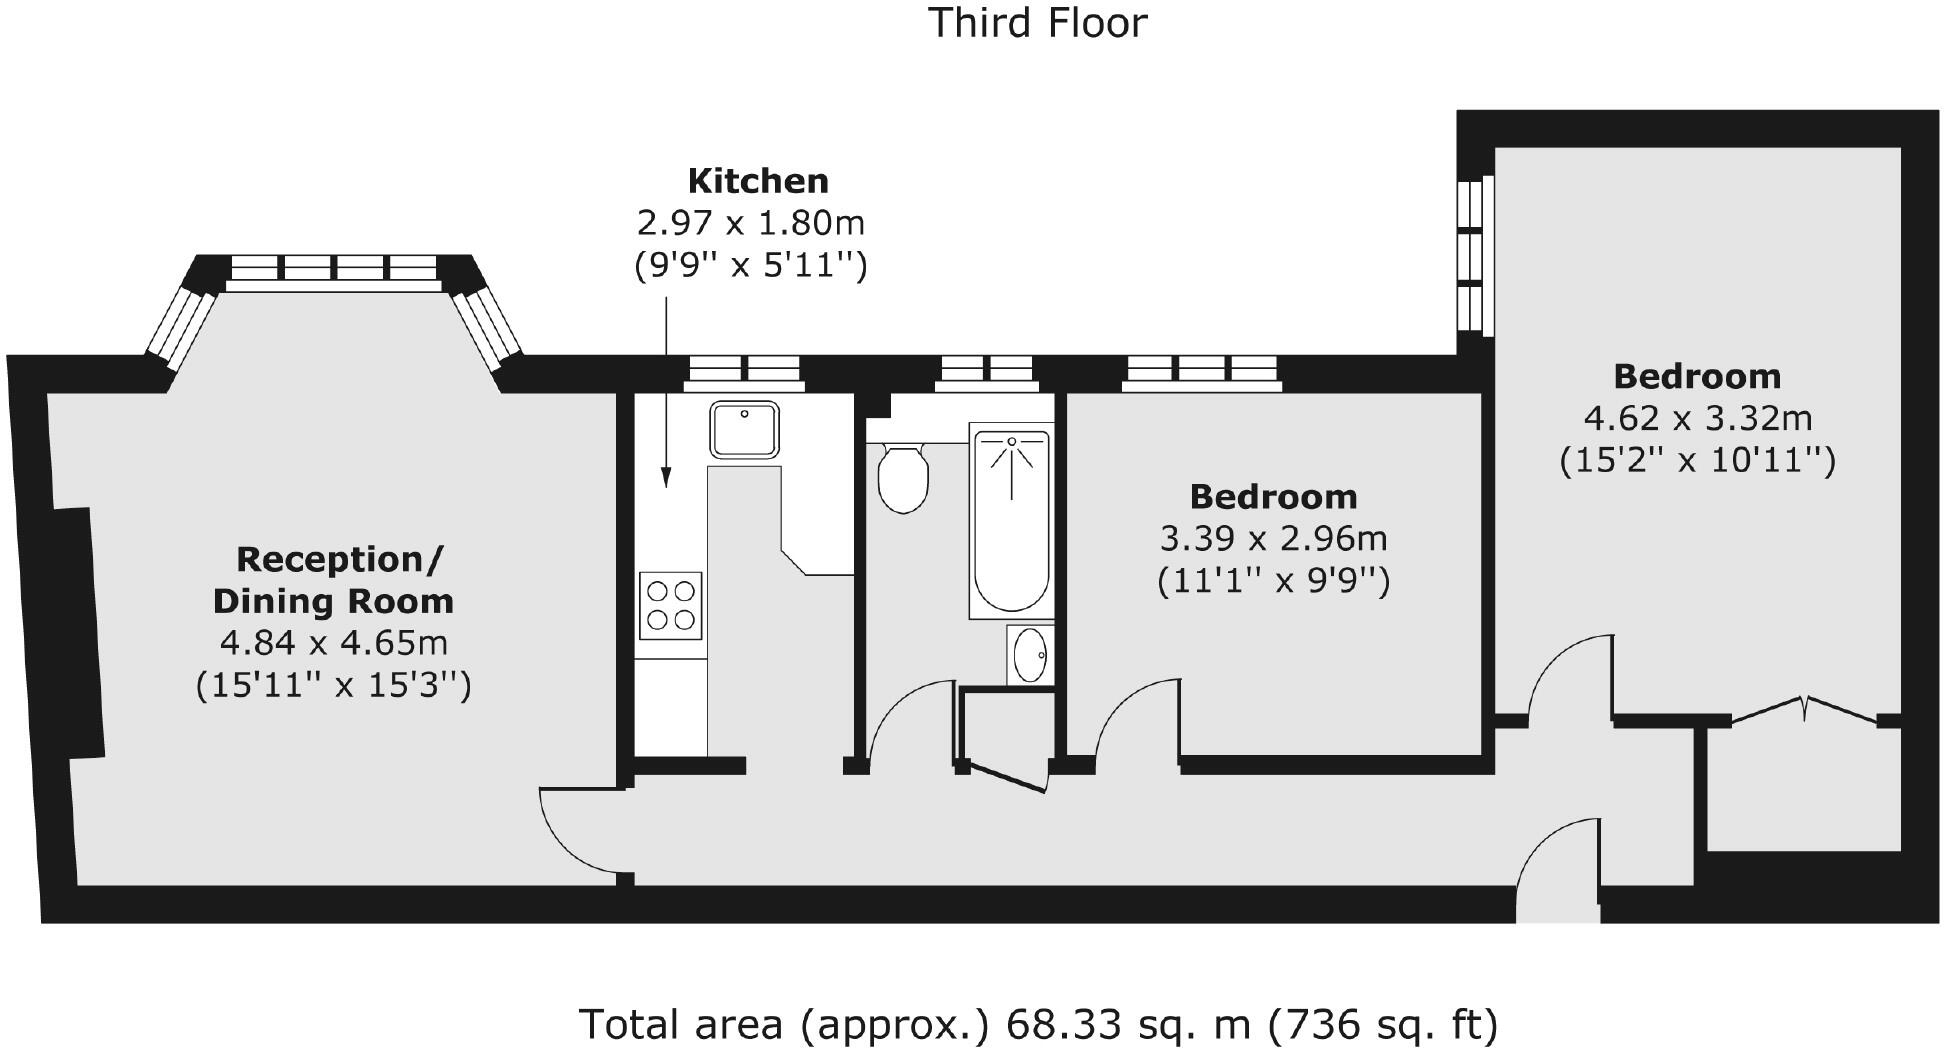 Third Floor
Kitchen
2.97 x 1.80m
(9'9" x 5'11")
Bedroom
4.62 x 3.32m
(15'2" x 10'11")
Bedroom
3.39 x 2.96m
(11'1" x 9'9")
Reception/
Dining Room
4.84 x 4.65m
(15'11" x 15'3")
Total area (approx.) 68.33 sq. m (736 sq. ft)